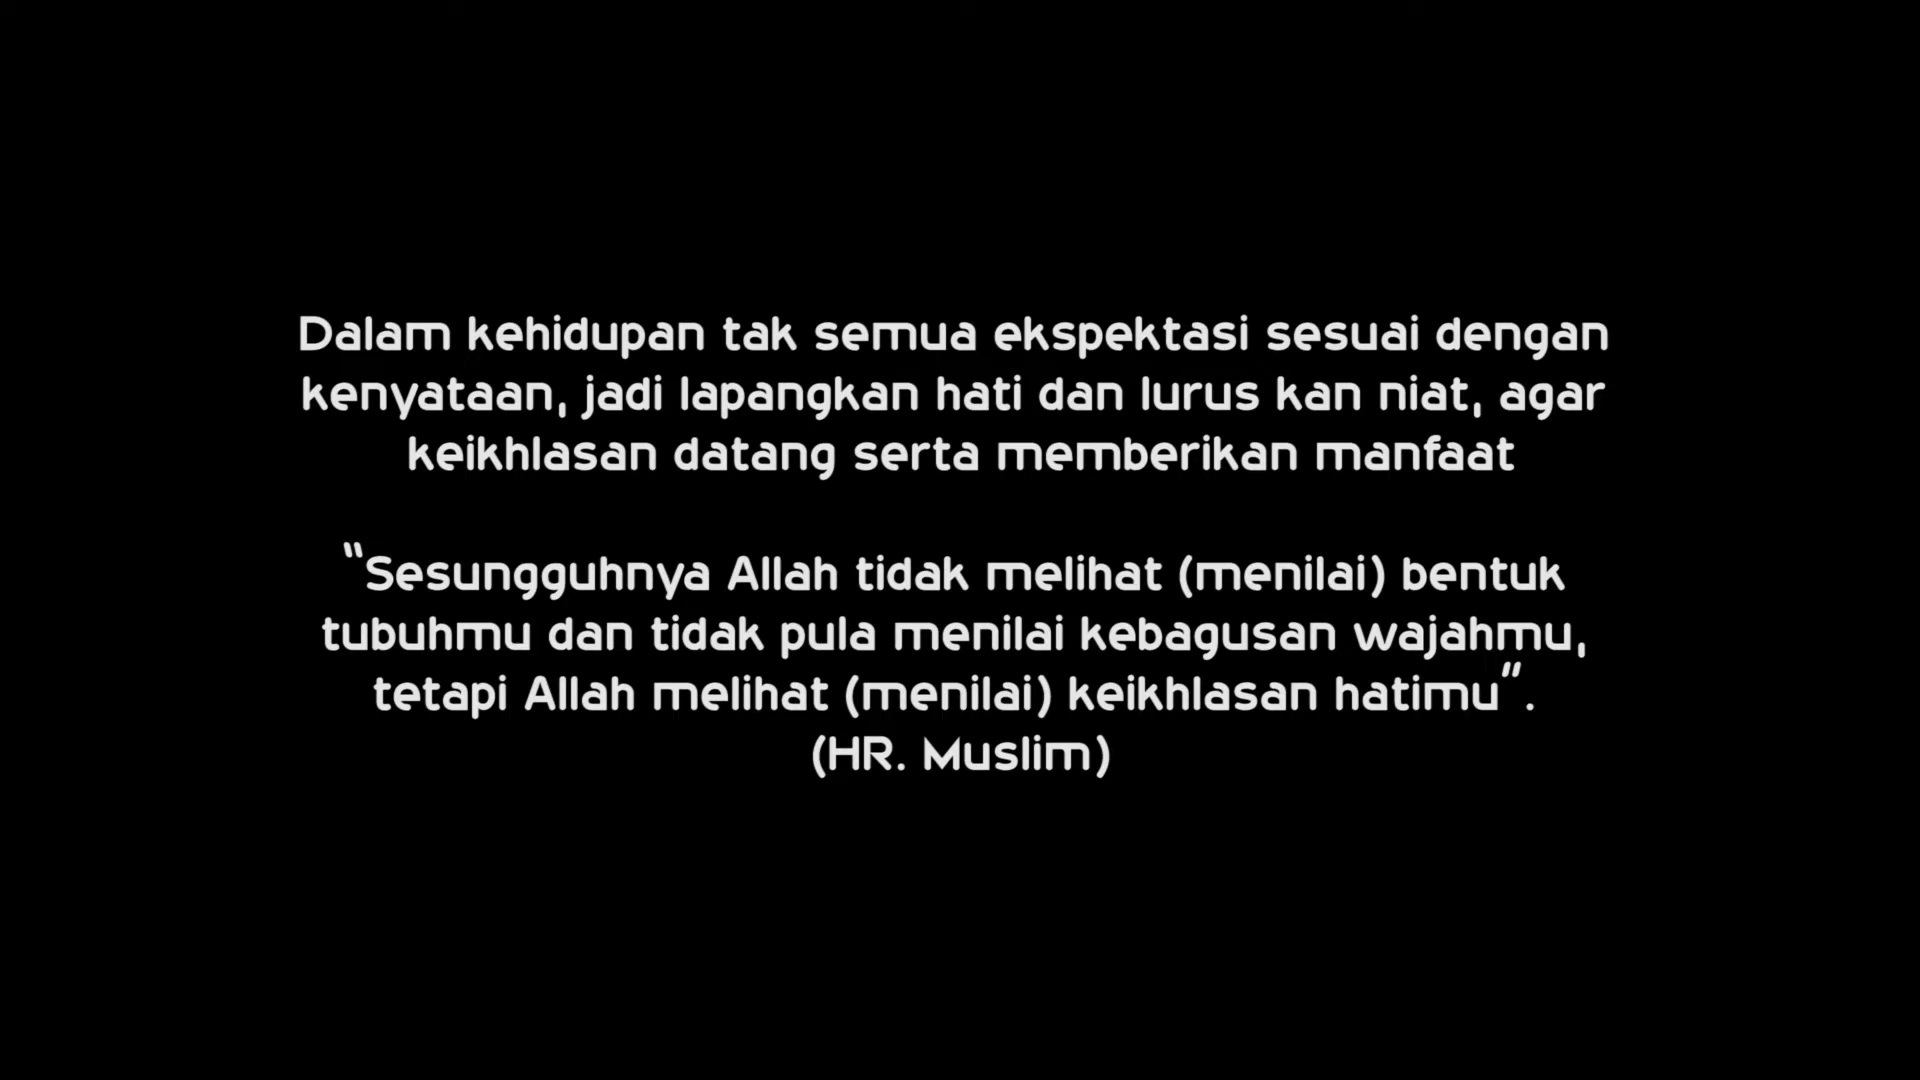 Dalam kehidupan tak semua ekspektasi sesuai dengan
kenyataan, jadi lapangkan hati dan lurus kan niat, agar
keikhlasan datang serta memberikan manfaat
"Sesungguhnya Allah tidak melihat (menilai) bentuk
tubuhmu dan tidak pula menilai kebagusan wajahmu,
tetapi Allah melihat (menilai) keikhlasan hatimu".
(HR. Muslim)